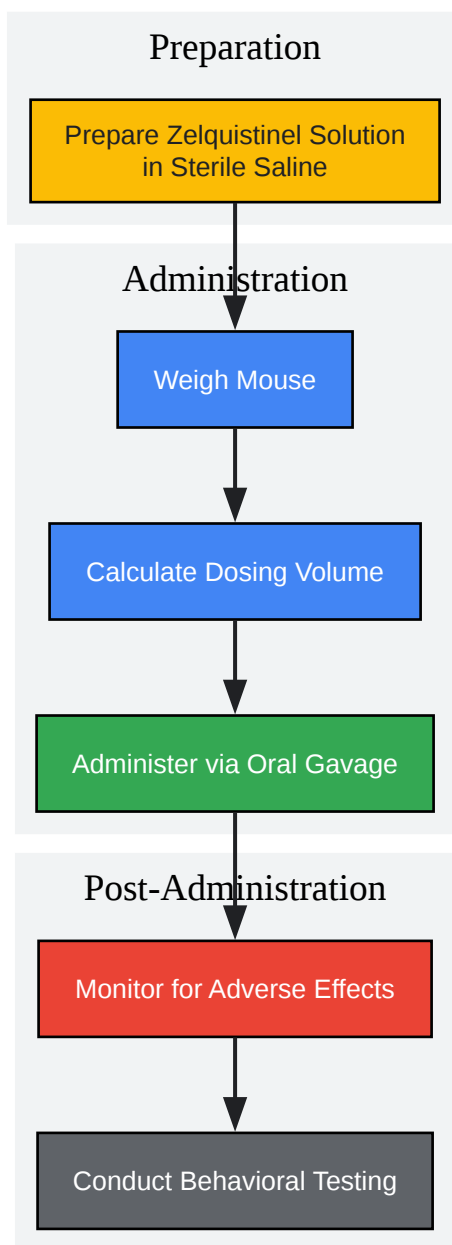 Preparation
Prepare Zelquistinel Solution
in Sterile Saline
Administration
Weigh Mouse
Calculate Dosing Volume
Administer via Oral Gavage
Post-Administration
Monitor for Adverse Effects
Conduct Behavioral Testing